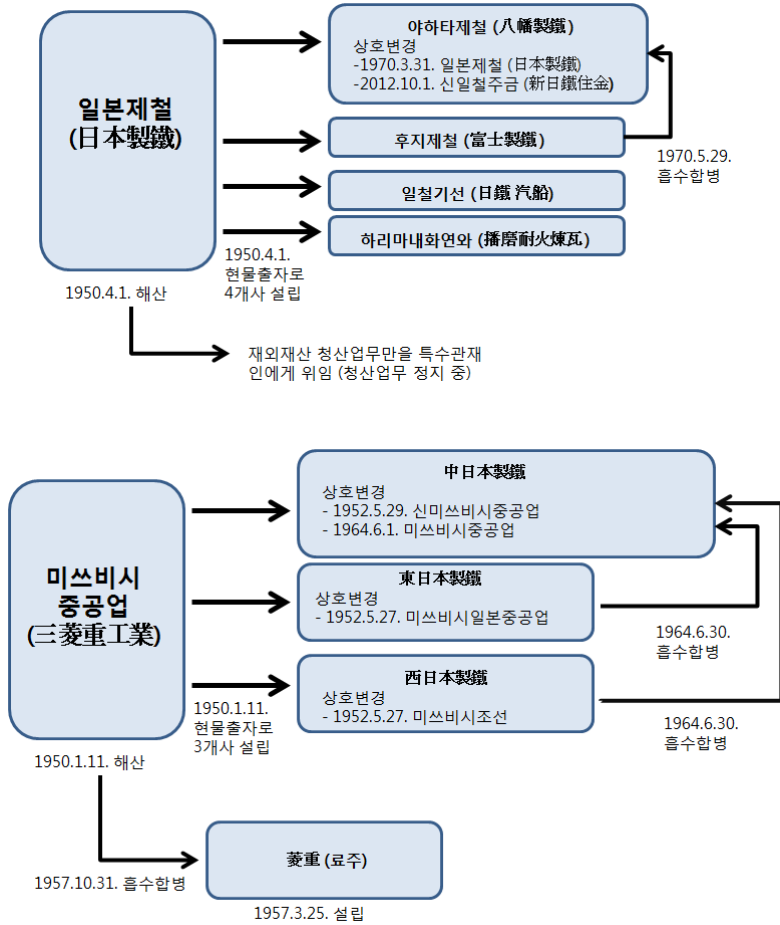 일본제철
(日本製鐵)
1950.4.1. 해산
1950.4.1.
현물출자로
4개사 설립
야하타제철 (八幡製鐵)
상호변경
-1970.3.31. 일본제철 (日本製鐵)
-2012.10.1. 신일철주금 (新日鐵住金)
후지제철 (富士製鐵)
1970.5.29.
흡수합병
일철기선 (日鐵 汽船)
하리마내화연와 (播磨耐火煉瓦)
재외재산 청산업무만을 특수관재
인에게 위임 (청산업무 정지 중)
미쓰비시
중공업
(三菱重工業)
1950.1.11. 해산
1950.1.11.
현물출자로
3개사 설립
中日本製鐵
상호변경
- 1952.5.29. 신미쓰비시중공업
- 1964.6.1. 미쓰비시중공업
東日本製鐵
상호변경
- 1952.5.27. 미쓰비시일본중공업
1964.6.30.
흡수합병
西日本製鐵
상호변경
- 1952.5.27. 미쓰비시조선
1964.6.30.
흡수합병
菱重 (료주)
1957.10.31. 흡수합병
1957.3.25. 설립